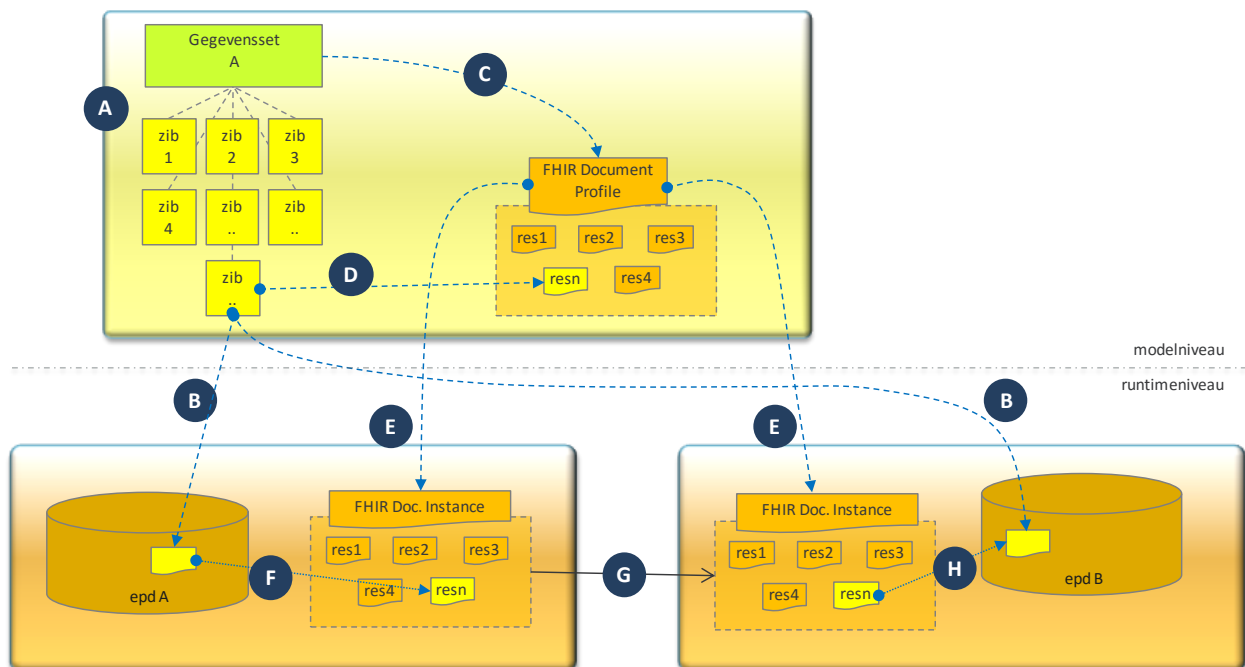 Gegevensset
A
C
A
zib
1
zib
2
zib
3
FHIR Document
Profile
zib
4
zib
..
zib
..
res1
res2
res3
zib
..
D
resn
res4
modelniveau
runtimeniveau
B
E
E
B
FHIR Doc. Instance
FHIR Doc. Instance
res1
res2
res3
res1
res2
res3
F
G
H
res4
resn
res4
resn
epd A
epd B